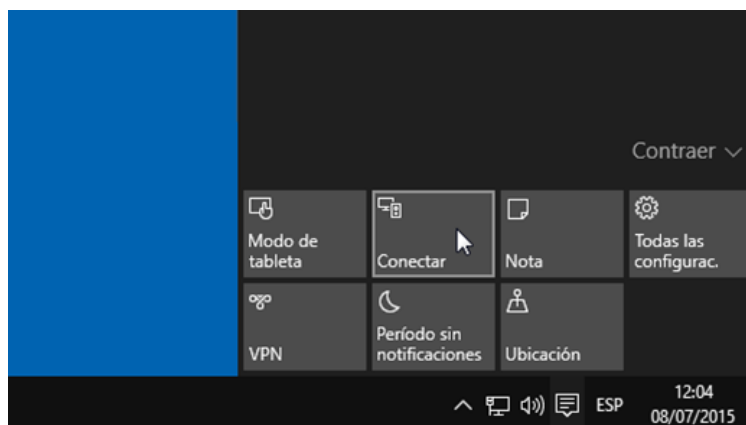 Contraer
Modo de
tableta
Conectar
Nota
Todas las
configurac.
VPN
Período sin
notificaciones
Ubicación
ESP
12:04
08/07/2015